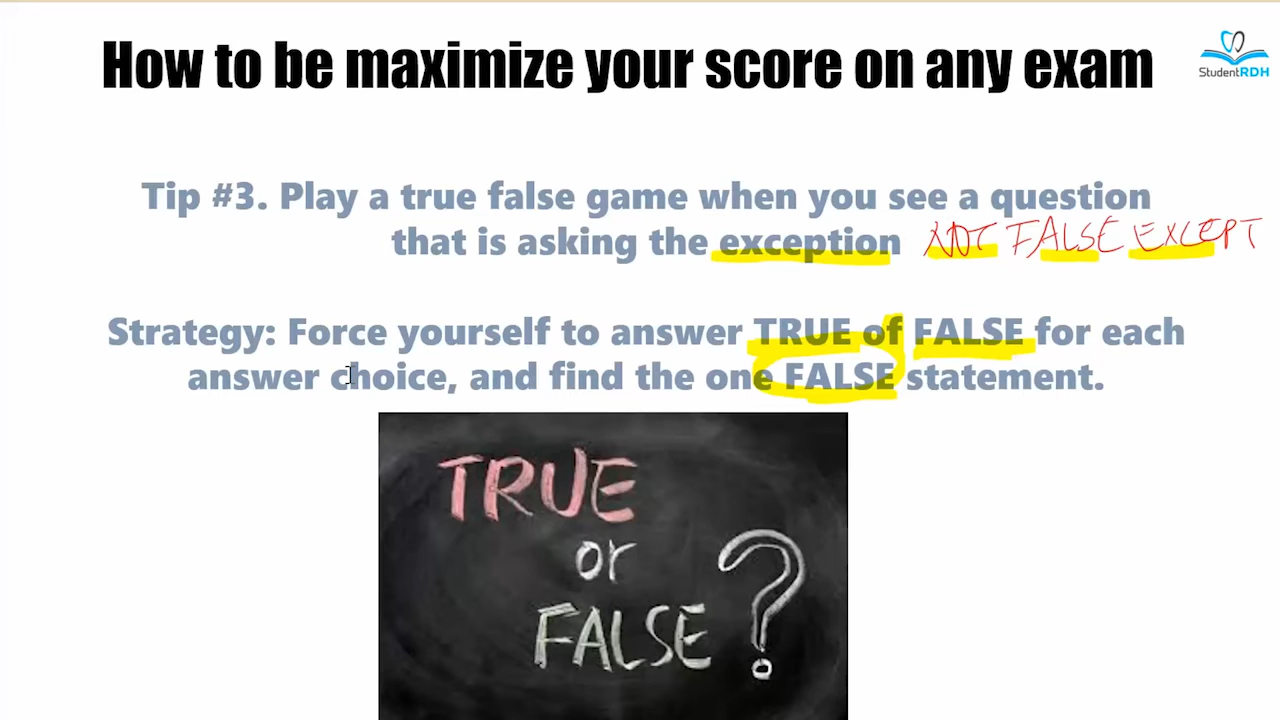 How to be maximize your score on any exam
StudentRDH
Tip #3. Play a true false game when you see a question
that is asking the exception NOT FALSE EXCEPT
Strategy: Force yourself to answer TRUE of FALSE for each
answer choice, and find the one FALSE statement.
TRUE
or
FALSE ?